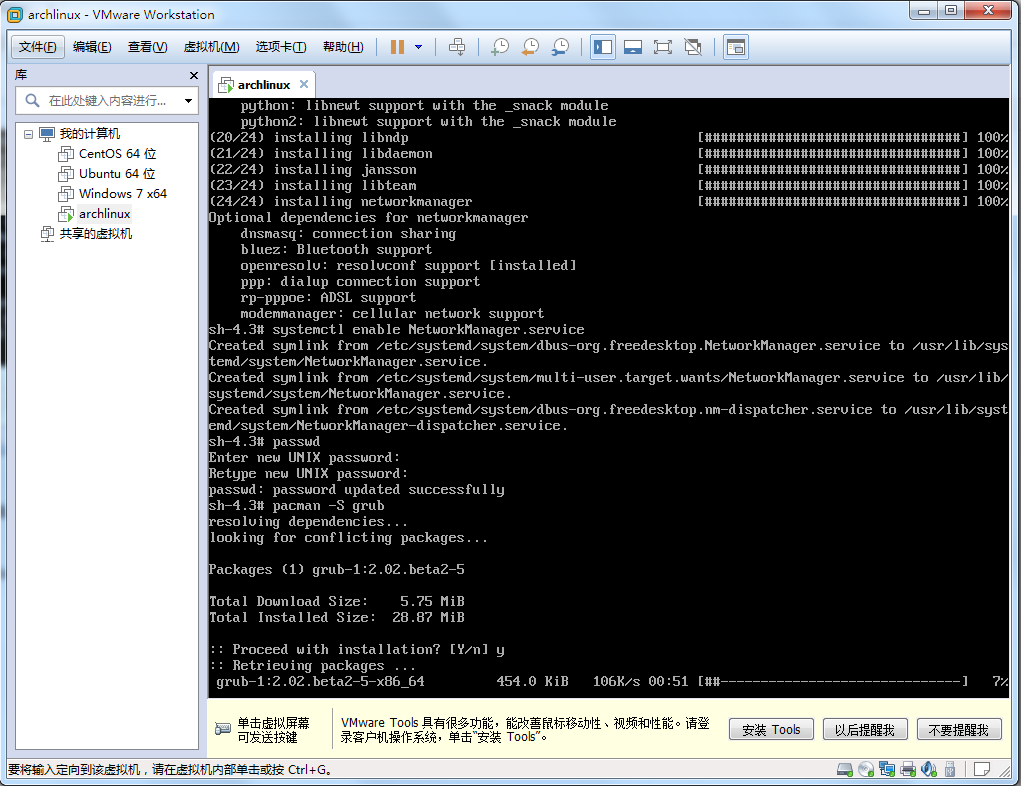 archlinux - VMware Workstation
文件(F) 编辑(E) 查看(V) 虚拟机(M) 选项卡(T) 帮助(H)
库
在此处键入内容进行...
我的计算机
CentOS 64 位
Ubuntu 64 位
Windows 7 x64
archlinux
共享的虚拟机
archlinux
python: libnewt support with the _snack module
python2: libnewt support with the _snack module
(20/24) installing libndp [################################] 100%
(21/24) installing libdaemon [################################] 100%
(22/24) installing jansson [################################] 100%
(23/24) installing libteam [################################] 100%
(24/24) installing networkmanager [################################] 100%
Optional dependencies for networkmanager
dnsmasq: connection sharing
bluez: Bluetooth support
openresolv: resolvconf support [installed]
ppp: dialup connection support
rp-pppoe: ADSL support
modemmanager: cellular network support
sh-4.3# systemctl enable NetworkManager.service
Created symlink from /etc/systemd/system/dbus-org.freedesktop.NetworkManager.service to /usr/lib/sys
temd/system/NetworkManager.service.
Created symlink from /etc/systemd/system/multi-user.target.wants/NetworkManager.service to /usr/lib/
systemd/system/NetworkManager.service.
Created symlink from /etc/systemd/system/dbus-org.freedesktop.nm-dispatcher.service to /usr/lib/syst
emd/system/NetworkManager-dispatcher.service.
sh-4.3# passwd
Enter new UNIX password:
Retype new UNIX password:
passwd: password updated successfully
sh-4.3# pacman -S grub
resolving dependencies...
looking for conflicting packages...
Packages (1) grub-1:2.02.beta2-5
Total Download Size: 5.75 MiB
Total Installed Size: 28.87 MiB
:: Proceed with installation? [Y/n] y
:: Retrieving packages ...
grub-1:2.02.beta2-5-x86_64 454.0 KiB 106K/s 00:51 [##------------------------------] 7%
单击虚拟屏幕
可发送按键
VMware Tools 具有很多功能，能改善鼠标移动性、视频和性能。请登
录客户机操作系统，单击“安装 Tools”。
安装 Tools
以后提醒我
不要提醒我
要将输入定向到该虚拟机，请在虚拟机内部单击或按 Ctrl+G。